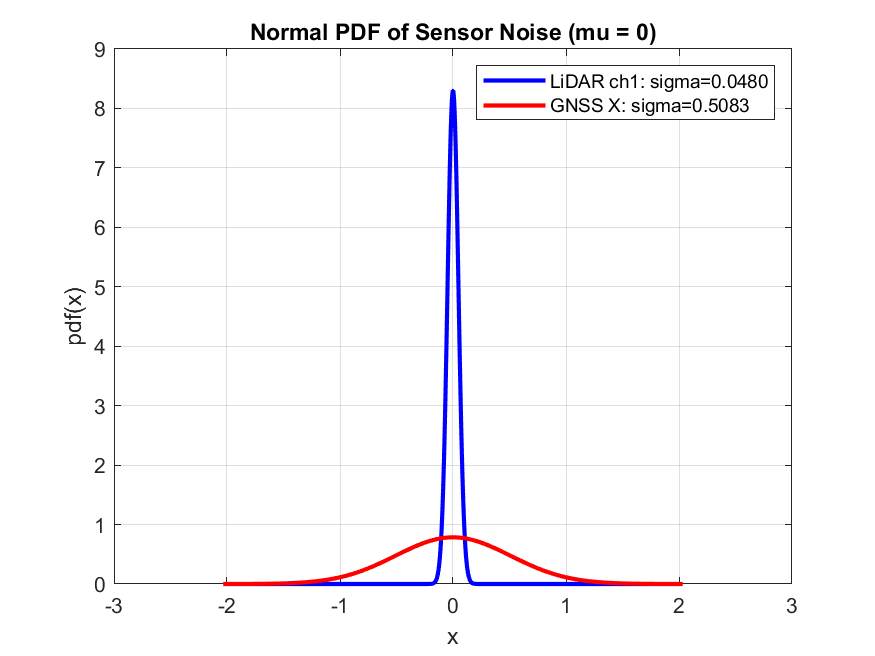 Normal PDF of Sensor Noise (mu = 0)
LiDAR ch1: sigma=0.0480
GNSS X: sigma=0.5083
pdf(x)
9
8
7
6
5
4
3
2
1
0
-3 -2 -1 0 1 2 3
x